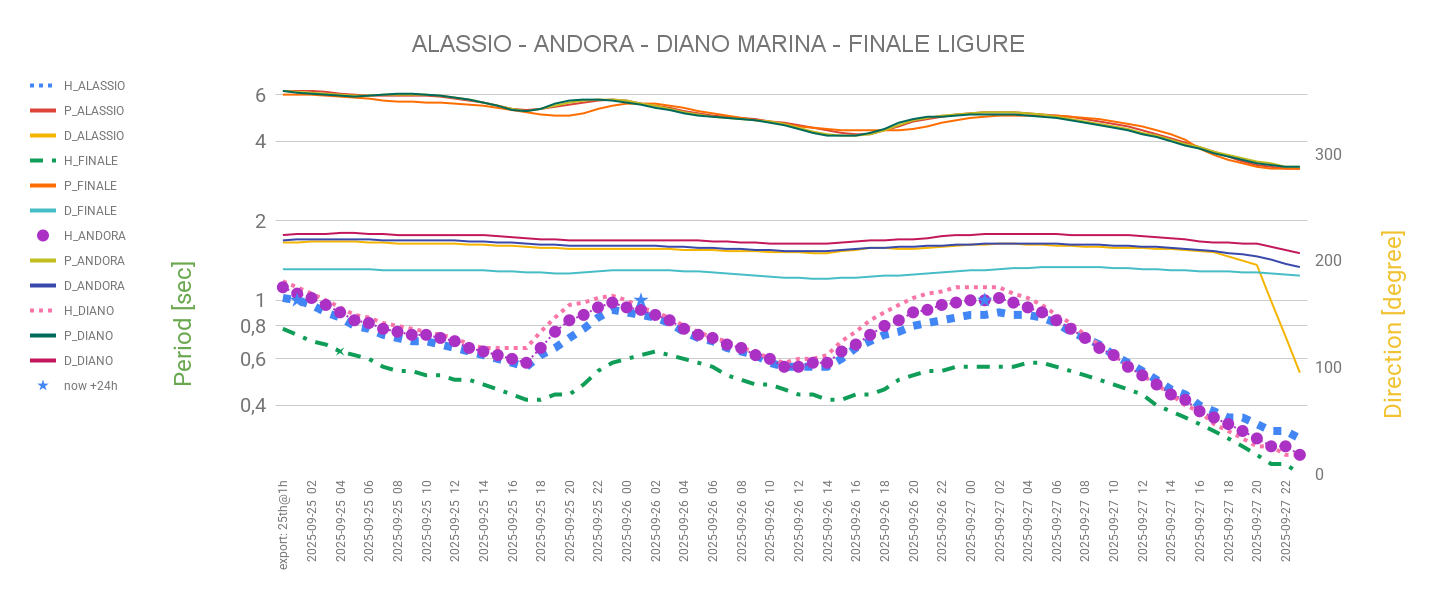 ALASSIO - ANDORA - DIANO MARINA - FINALE LIGURE
H_ALASSIO
P_ALASSIO
D_ALASSIO
H_FINALE
P_FINALE
D_FINALE
H_ANDORA
P_ANDORA
D_ANDORA
H_DIANO
P_DIANO
D_DIANO
now +24h
Period [sec]
6
4
2
1
0,8
0,6
0,4
300
200
100
0
Direction [degree]
export: 25th@1h
2025-09-25 02
2025-09-25 04
2025-09-25 06
2025-09-25 08
2025-09-25 10
2025-09-25 12
2025-09-25 14
2025-09-25 16
2025-09-25 18
2025-09-25 20
2025-09-25 22
2025-09-26 00
2025-09-26 02
2025-09-26 04
2025-09-26 06
2025-09-26 08
2025-09-26 10
2025-09-26 12
2025-09-26 14
2025-09-26 16
2025-09-26 18
2025-09-26 20
2025-09-26 22
2025-09-27 00
2025-09-27 02
2025-09-27 04
2025-09-27 06
2025-09-27 08
2025-09-27 10
2025-09-27 12
2025-09-27 14
2025-09-27 16
2025-09-27 18
2025-09-27 20
2025-09-27 22